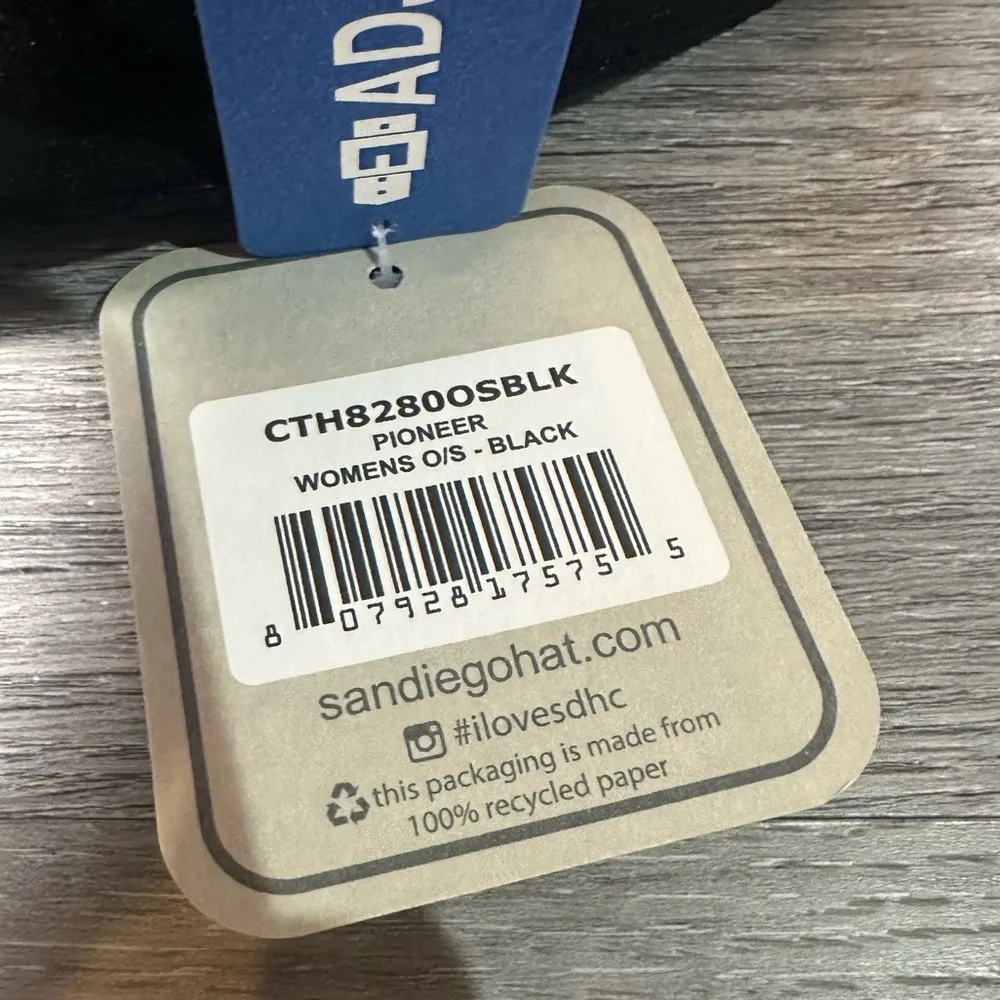 CTH8280OSBLK
PIONEER
WOMENS O/S - BLACK
8 07928 17575 5
sandiegohat.com
#ilovesdhc
this packaging is made from
100% recycled paper